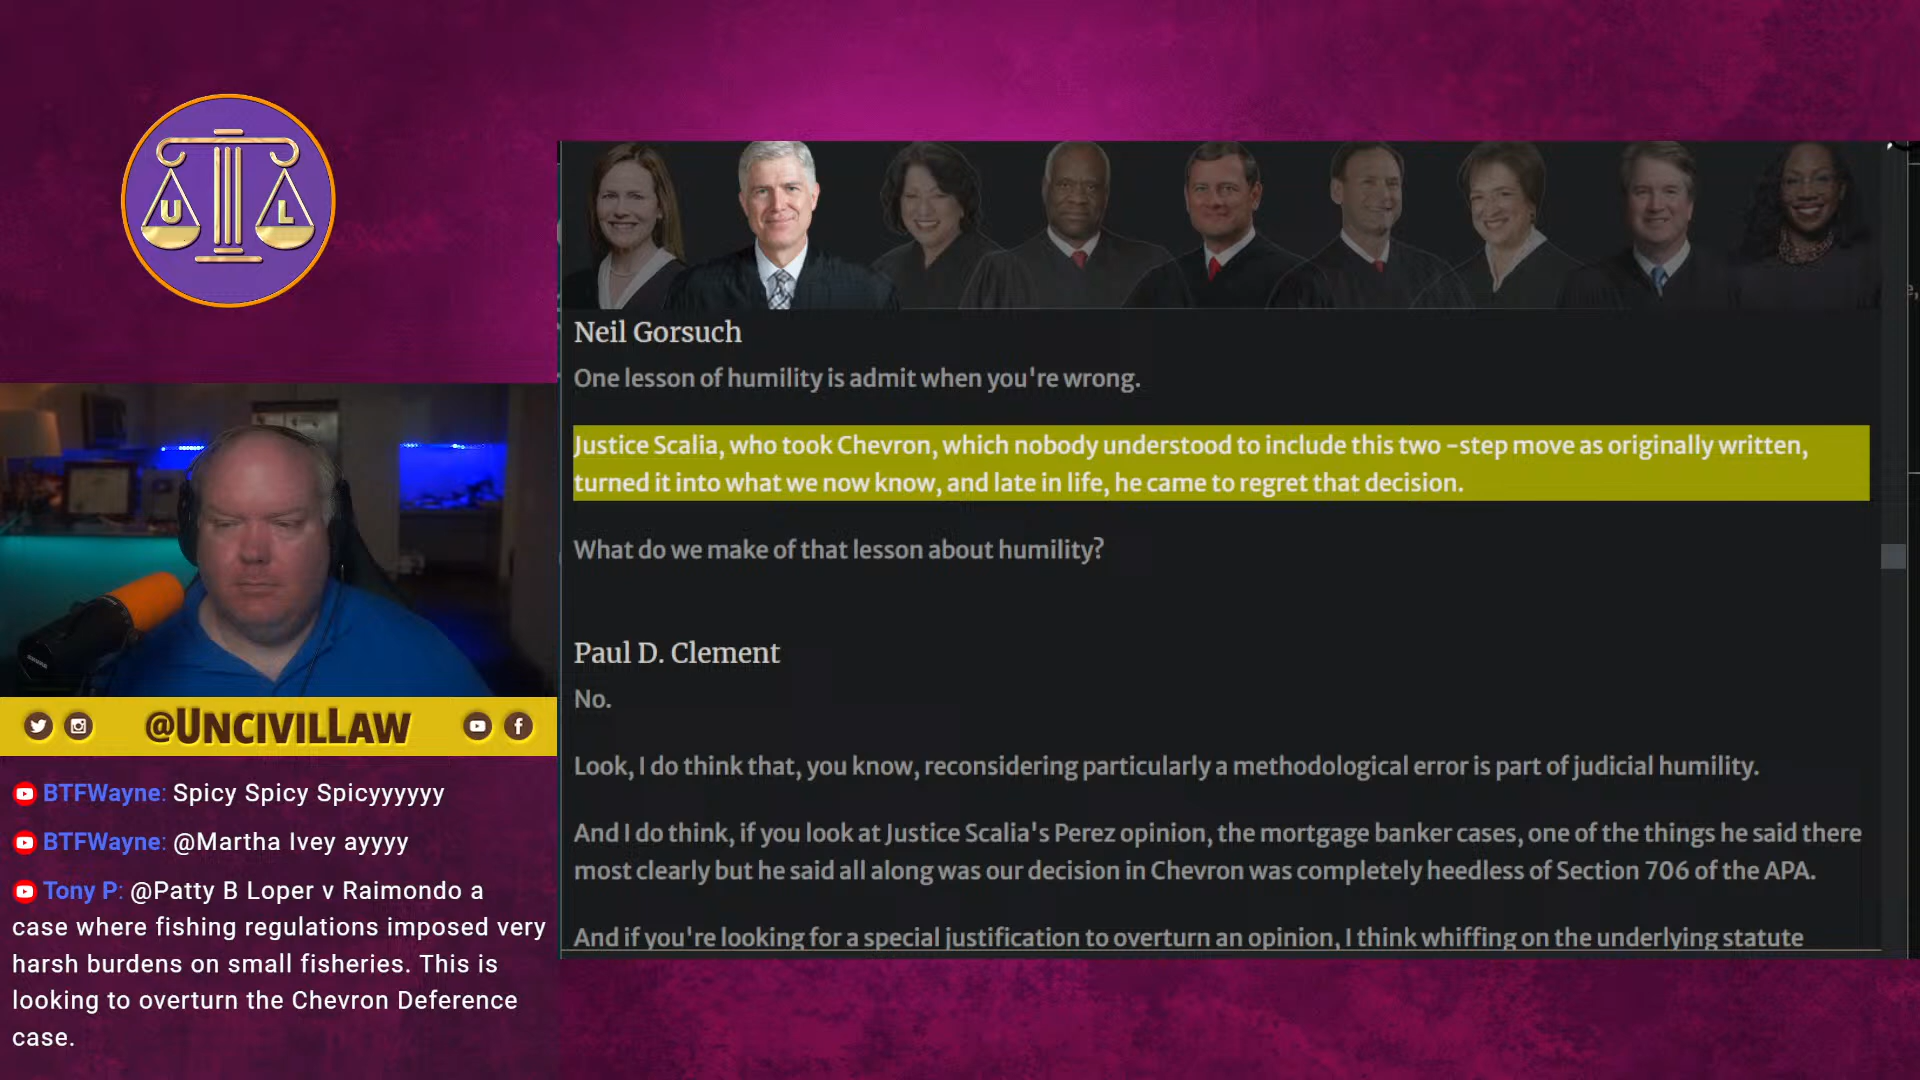 U L
Neil Gorsuch
One lesson of humility is admit when you're wrong.
Justice Scalia, who took Chevron, which nobody understood to include this two -step move as originally written,
turned it into what we now know, and late in life, he came to regret that decision.
What do we make of that lesson about humility?
Paul D. Clement
No.
Look, I do think that, you know, reconsidering particularly a methodological error is part of judicial humility.
And I do think, if you look at Justice Scalia's Perez opinion, the mortgage banker cases, one of the things he said there
most clearly but he said all along was our decision in Chevron was completely heedless of Section 706 of the APA.
And if you're looking for a special justification to overturn an opinion, I think whiffing on the underlying statute
@UNCIVILLAW
BTFWayne: Spicy Spicy Spicyyyyyy
BTFWayne: @Martha Ivey ayyyy
Tony P: @Patty B Loper v Raimondo a
case where fishing regulations imposed very
harsh burdens on small fisheries. This is
looking to overturn the Chevron Deference
case.